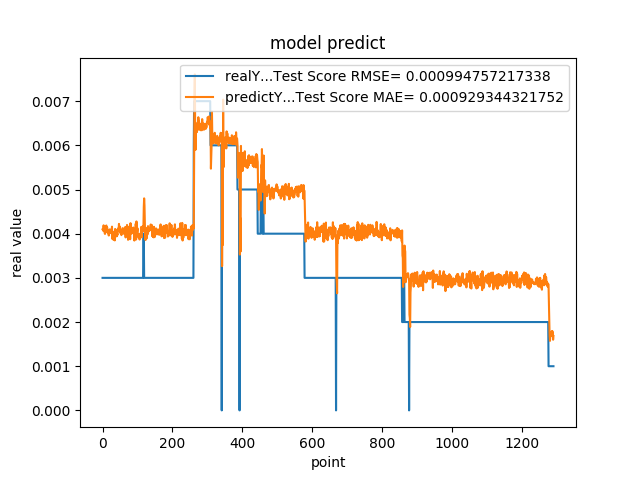 model predict
realY...Test Score RMSE= 0.000994757217338
predictY...Test Score MAE= 0.000929344321752
0.007
0.006
0.005
0.004
0.003
0.002
0.001
0.000
real value
0 200 400 600 800 1000 1200
point